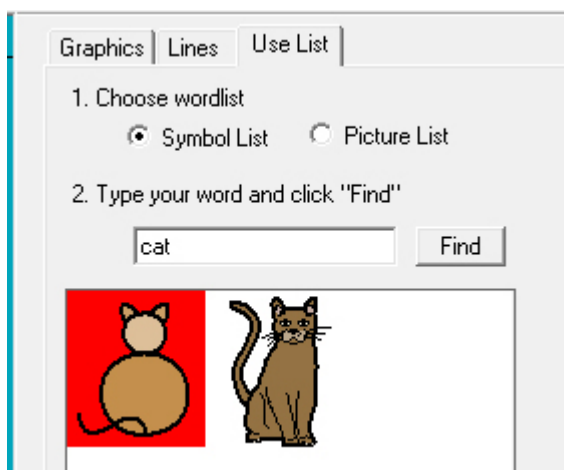 Graphics Lines Use List
1. Choose wordlist
Symbol List Picture List
2. Type your word and click "Find"
cat Find